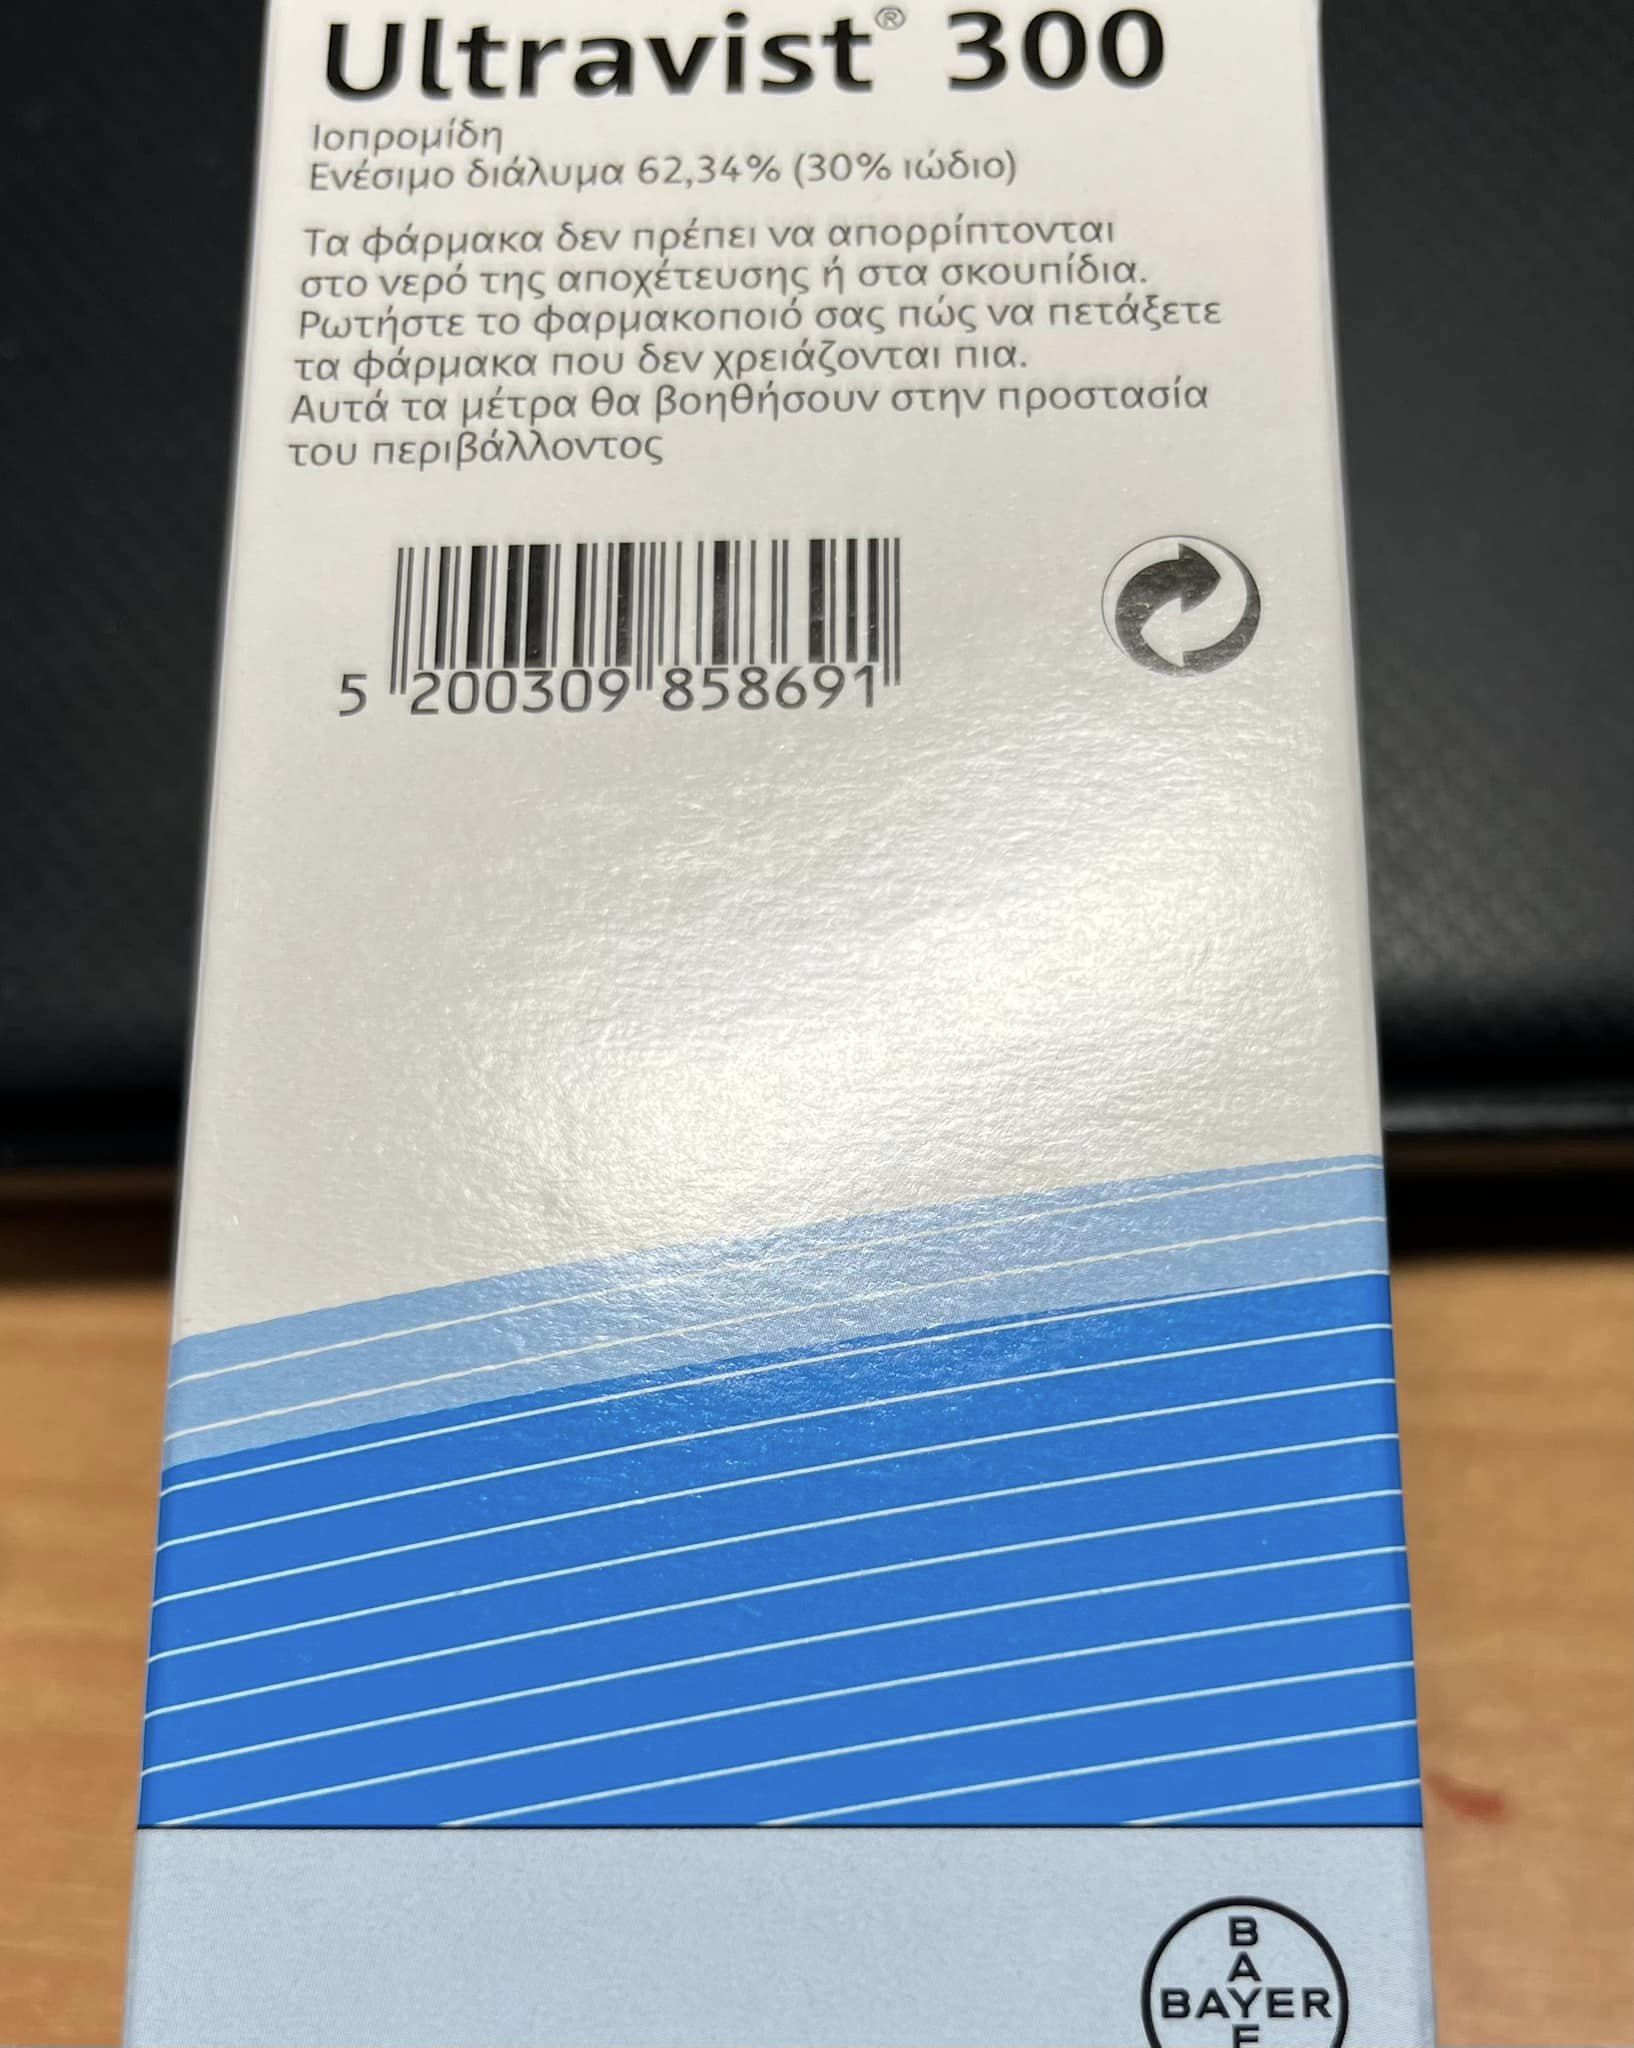 Ultravist® 300
Ιοπρομίδη
Ενέσιμο διάλυμα 62,34% (30% ιώδιο)
Τα φάρμακα δεν πρέπει να απορρίπτονται
στο νερό της αποχέτευσης ή στα σκουπίδια.
Ρωτήστε το φαρμακοποιό σας πώς να πετάξετε
τα φάρμακα που δεν χρειάζονται πια.
Αυτά τα μέτρα θα βοηθήσουν στην προστασία
του περιβάλλοντος
5 200309 858691
B
A
BAYER
E